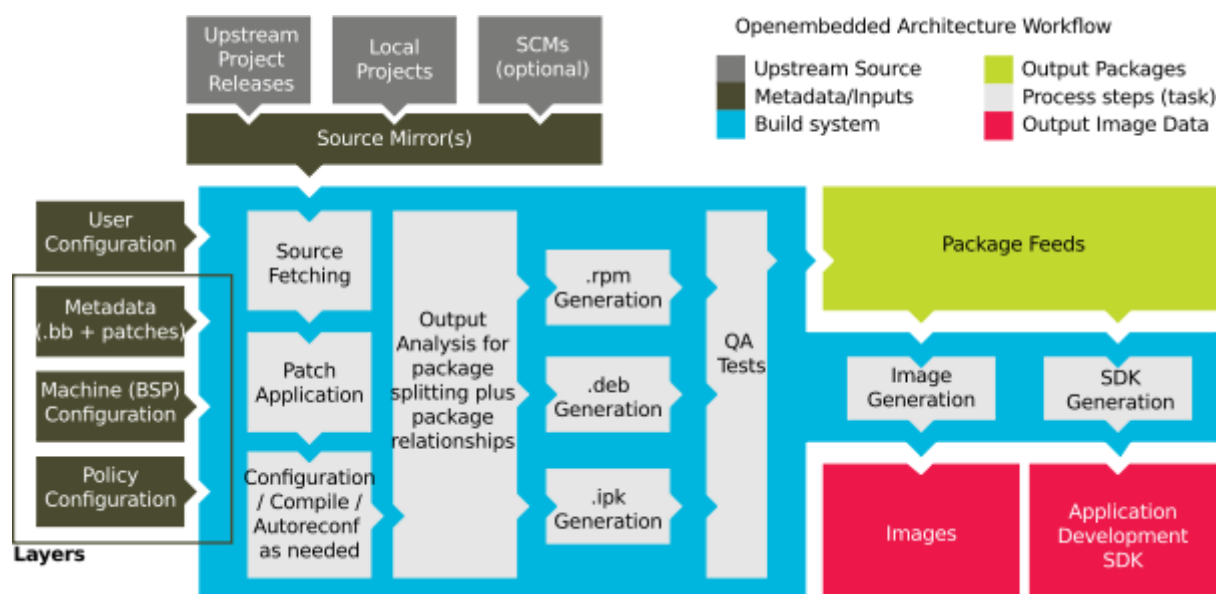 Openembedded Architecture Workflow
Upstream
Project
Releases
Local
Projects
SCMs
(optional)
Upstream Source
Metadata/Inputs
Build system
Output Packages
Process steps (task)
Output Image Data
Source Mirror(s)
User
Configuration
Metadata
(.bb + patches)
Machine (BSP)
Configuration
Policy
Configuration
Layers
Source
Fetching
Patch
Application
Configuration
/ Compile /
Autoreconf
as needed
Output
Analysis for
package
splitting plus
package
relationships
.rpm
Generation
.deb
Generation
.ipk
Generation
QA
Tests
Package Feeds
Image
Generation
SDK
Generation
Images
Application
Development
SDK